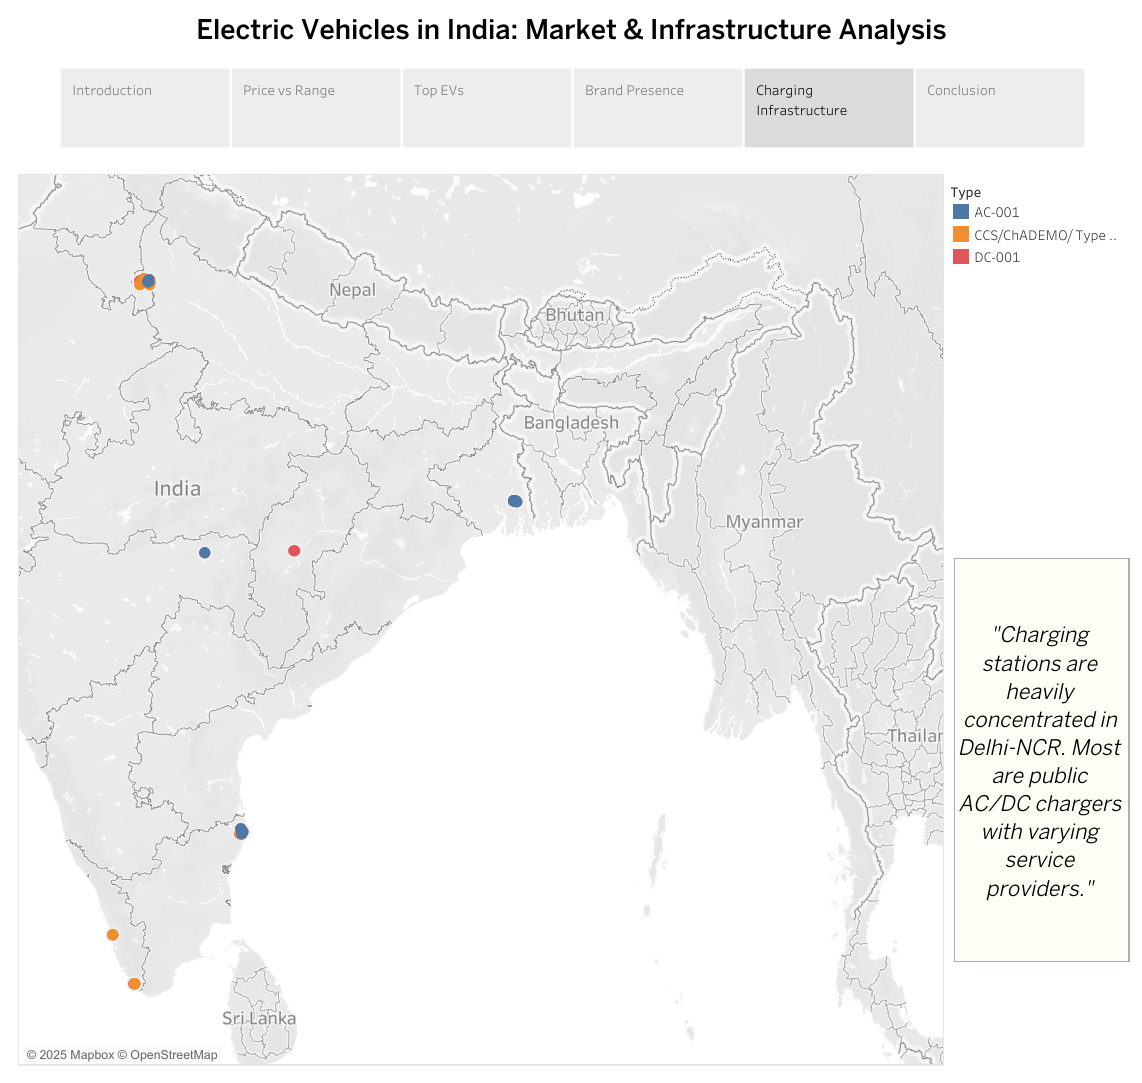 Electric Vehicles in India: Market & Infrastructure Analysis
Introduction
Price vs Range
Top EVs
Brand Presence
Charging
Infrastructure
Conclusion
Type
AC-001
CCS/ChADEMO/ Type ..
DC-001
Nepal
Bhutan
Bangladesh
India
Myanmar
Thailan
Sri Lanka
"Charging
stations are
heavily
concentrated in
Delhi-NCR. Most
are public
AC/DC chargers
with varying
service
providers."
© 2025 Mapbox © OpenStreetMap